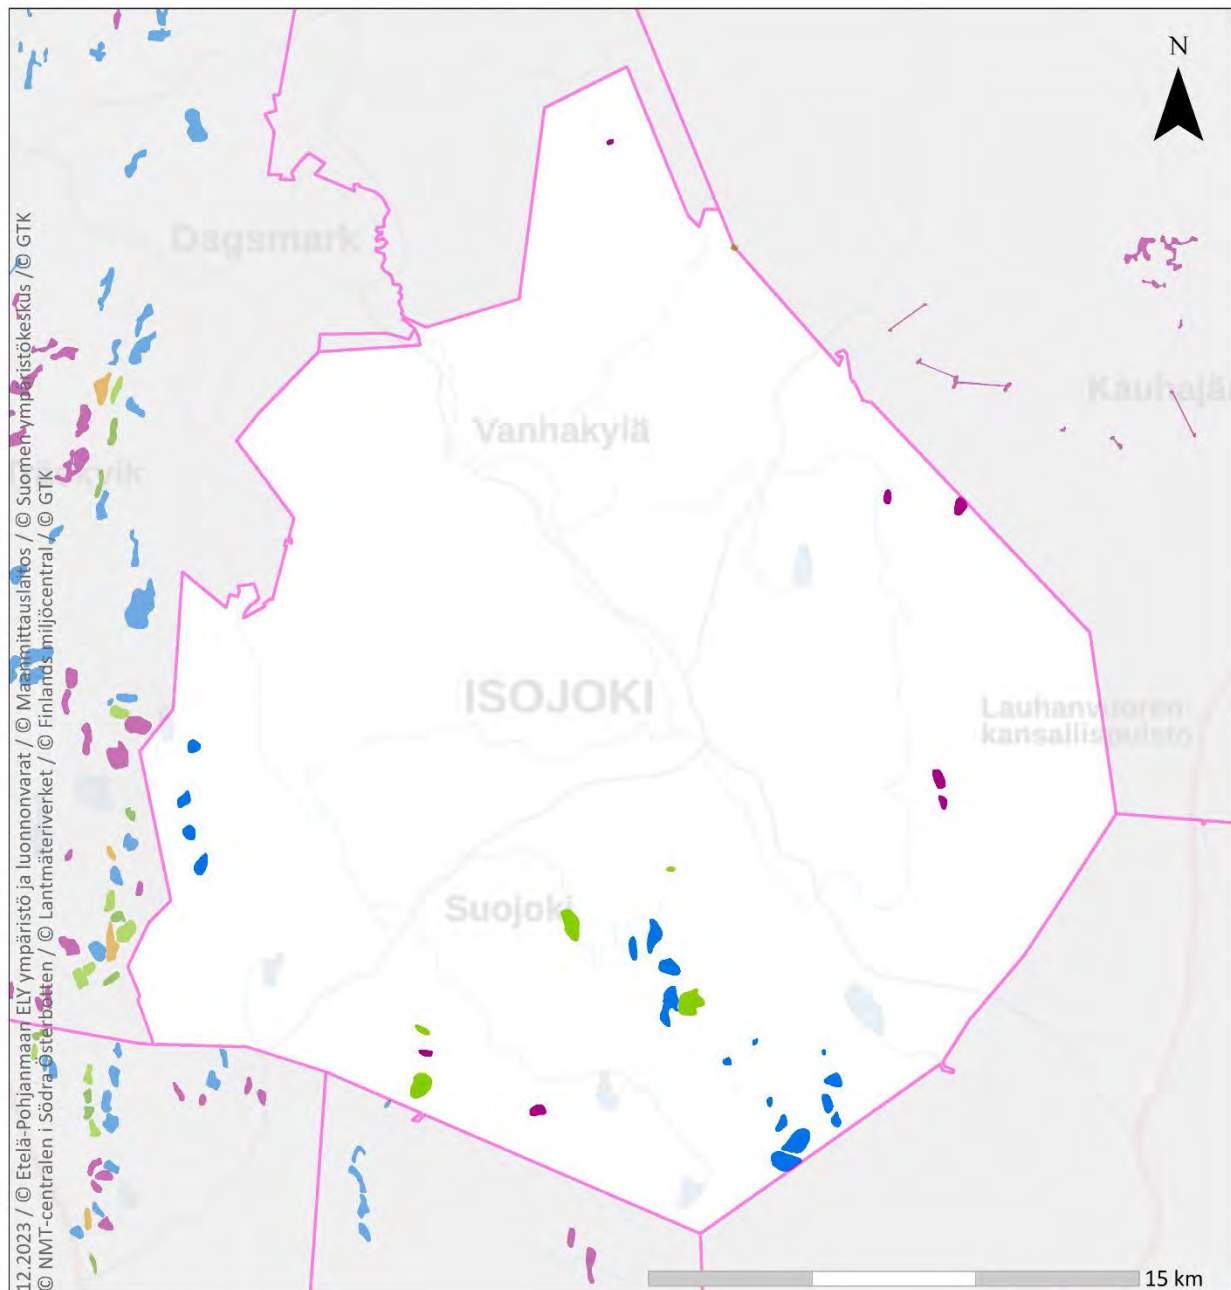 N
Dagsmark
Kauhajä
Vanhakylä
ISOJOKI
Lauhanvuoren
kansallispuisto
Suojoki
12.2023 / © Etelä-Pohjanmaan ELY ympäristö ja luonnonvarat / © Maanmittauslaitos / © Suomen ympäristökeskus /© GTK
© NMT-centralen i Södra Österbotten / © Lantmäteriverket / © Finlands miljöcentral / © GTK
15 km